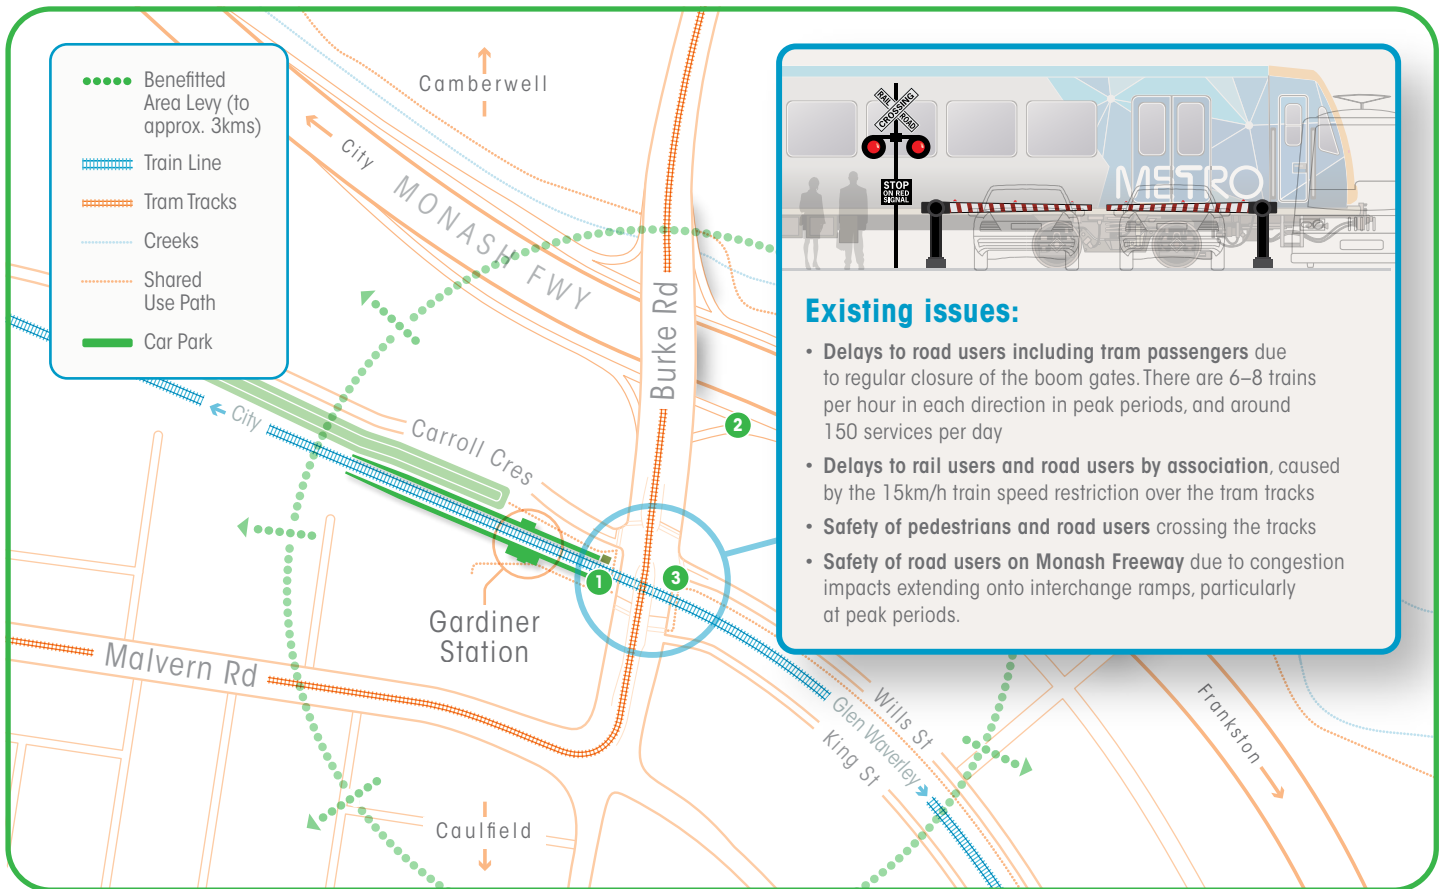 Benefitted
Area Levy (to
approx. 3kms)
Train Line
Tram Tracks
Creeks
Shared
Use Path
Car Park
Camberwell
City
MONASH FWY
Burke Rd
City
Carroll Cres
2
1
3
Gardiner
Station
Malvern Rd
Caulfield
Glen Waverley
Wills St
King St
Frankston
RAIL
CROSSING
ROAD
STOP
ON RED
SIGNAL
METRO
Existing issues:
• Delays to road users including tram passengers due
to regular closure of the boom gates. There are 6–8 trains
per hour in each direction in peak periods, and around
150 services per day
• Delays to rail users and road users by association, caused
by the 15km/h train speed restriction over the tram tracks
• Safety of pedestrians and road users crossing the tracks
• Safety of road users on Monash Freeway due to congestion
impacts extending onto interchange ramps, particularly
at peak periods.